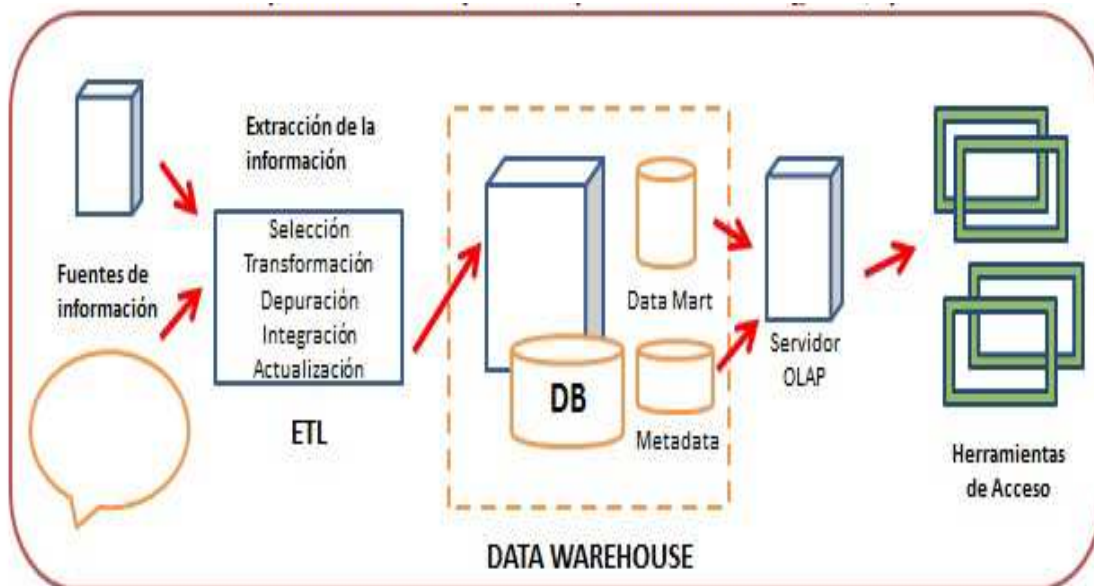 Extracción de la
información
Fuentes de
información
Selección
Transformación
Depuración
Integración
Actualización
ETL
DB
Data Mart
Metadata
DATA WAREHOUSE
Servidor
OLAP
Herramientas
de Acceso